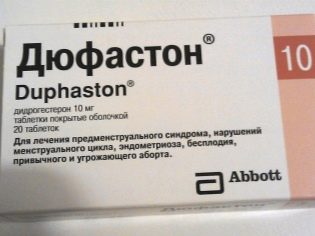 Дюфастон®
10
Duphaston®
дидрогестерон 10 мг
таблетки покрытые оболочкой
20 таблеток
Для лечения предменструального синдрома, нарушений
менструального цикла, эндометриоза, бесплодия,
привычного и угрожающего аборта.
Abbott
Дюфастон